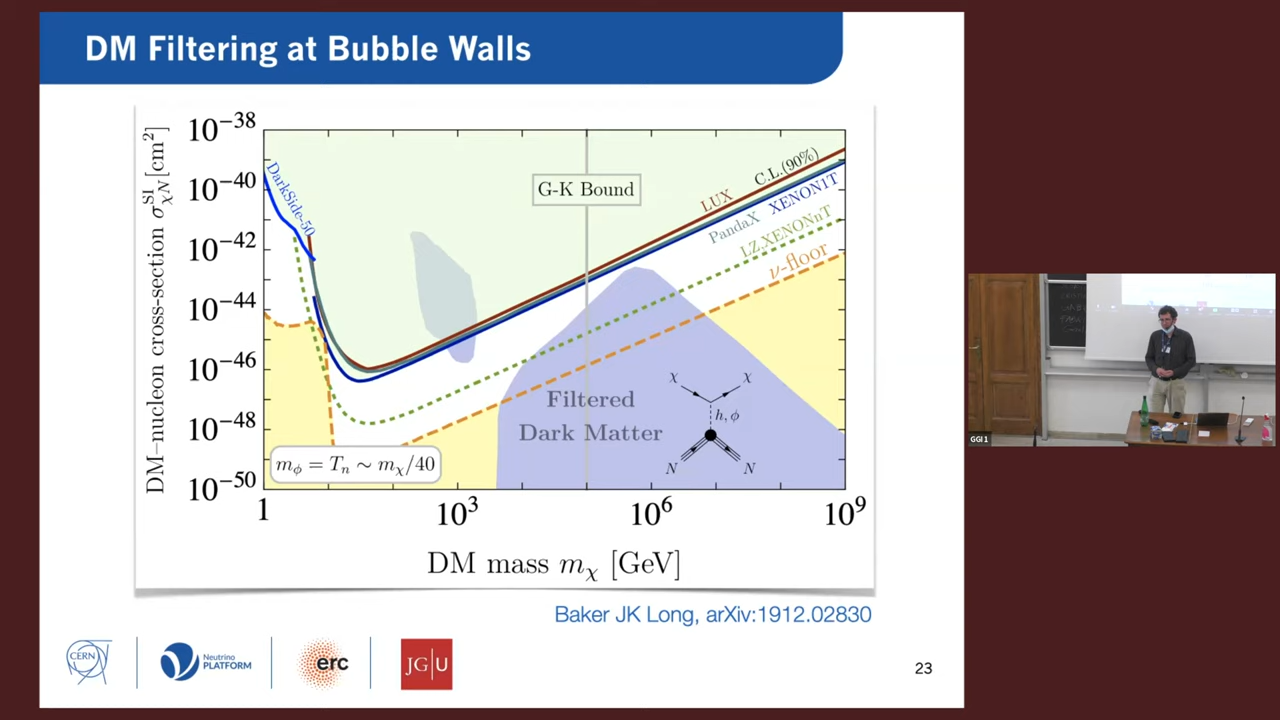 DM Filtering at Bubble Walls
DM–nucleon cross-section σ^SI_χN [cm²]
10⁻³⁸
10⁻⁴⁰
10⁻⁴²
10⁻⁴⁴
10⁻⁴⁶
10⁻⁴⁸
10⁻⁵⁰
DarkSide-50
G-K Bound
C.L.(90%)
LUX
XENON1T
PandaX
LZ,XENONnT
ν-floor
Filtered
Dark Matter
χ
χ
h, φ
N
N
m_φ = T_n ∼ m_χ/40
1
10³
10⁶
10⁹
DM mass m_χ [GeV]
Baker JK Long, arXiv:1912.02830
CERN
Neutrino
PLATFORM
erc
JG|U
23
GGI 1